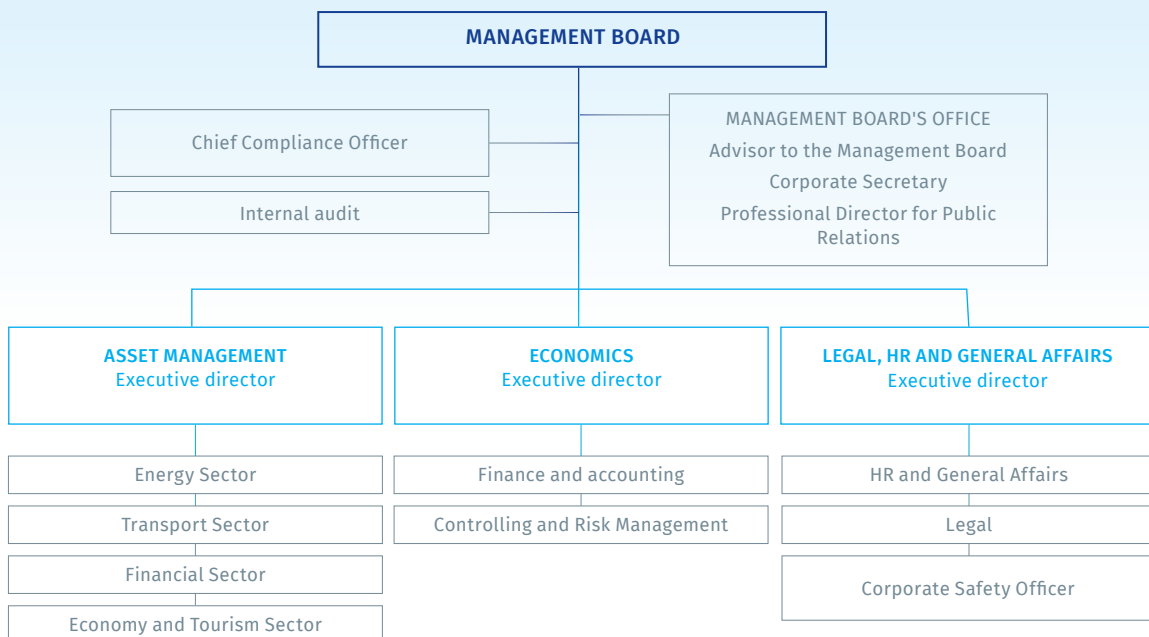 MANAGEMENT BOARD
Chief Compliance Officer
Internal audit
MANAGEMENT BOARD'S OFFICE
Advisor to the Management Board
Corporate Secretary
Professional Director for Public
Relations
ASSET MANAGEMENT
Executive director
Energy Sector
Transport Sector
Financial Sector
Economy and Tourism Sector
ECONOMICS
Executive director
Finance and accounting
Controlling and Risk Management
LEGAL, HR AND GENERAL AFFAIRS
Executive director
HR and General Affairs
Legal
Corporate Safety Officer